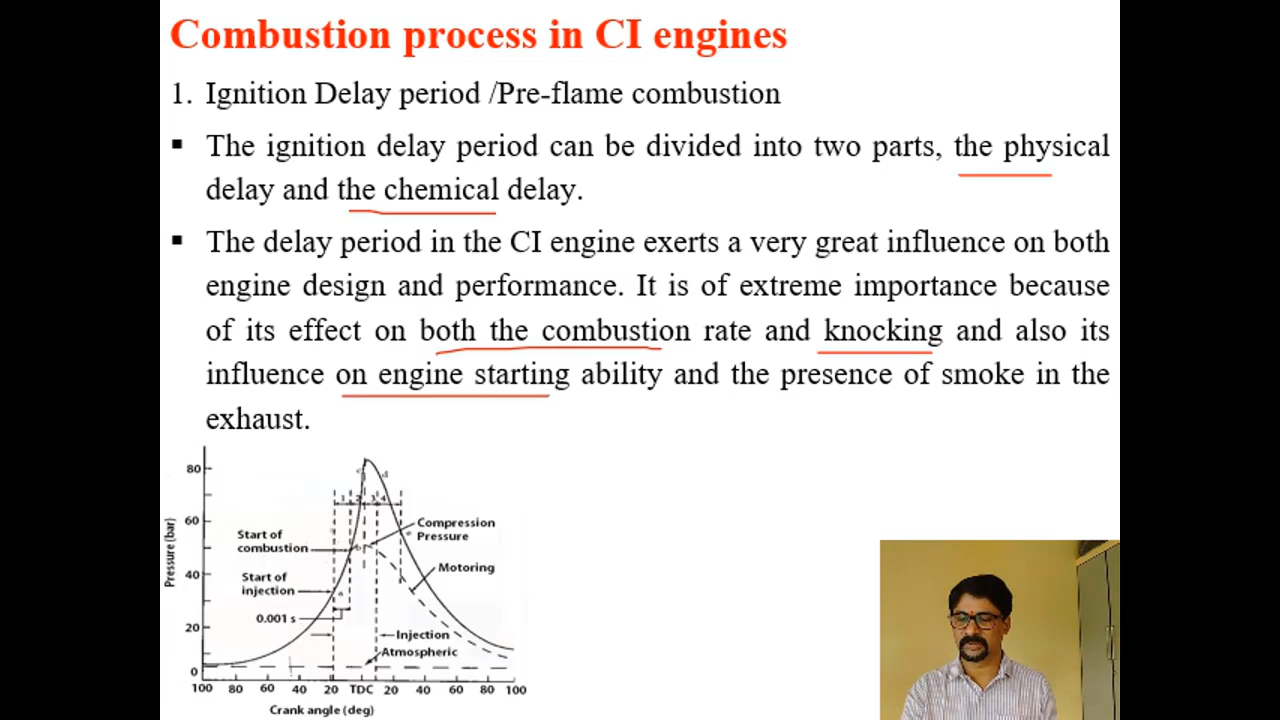 Combustion process in CI engines
1. Ignition Delay period /Pre-flame combustion
▪ The ignition delay period can be divided into two parts, the physical
delay and the chemical delay.
▪ The delay period in the CI engine exerts a very great influence on both
engine design and performance. It is of extreme importance because
of its effect on both the combustion rate and knocking and also its
influence on engine starting ability and the presence of smoke in the
exhaust.
80
60
40
20
0
Pressure (bar)
c d
1 2 3 4
Compression
Pressure
e
Start of
combustion
b
Motoring
Start of
injection
a
0.001 s
Injection
Atmospheric
100 80 60 40 20 TDC 20 40 60 80 100
Crank angle (deg)